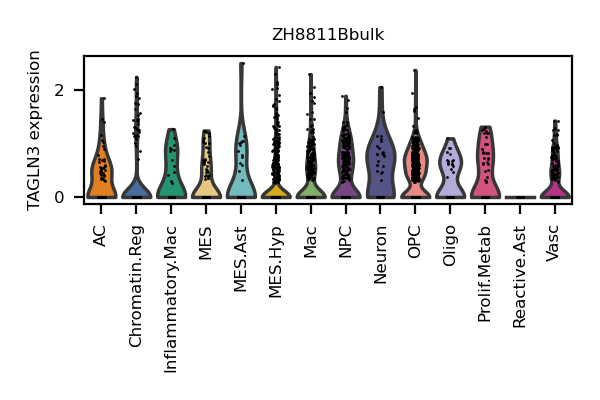 ZH8811Bbulk
TAGLN3 expression
2
0
AC
Chromatin.Reg
Inflammatory.Mac
MES
MES.Ast
MES.Hyp
Mac
NPC
Neuron
OPC
Oligo
Prolif.Metab
Reactive.Ast
Vasc